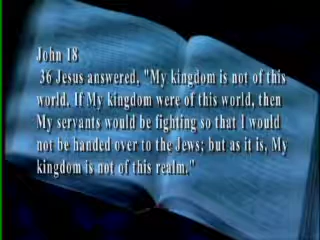 John 18
36 Jesus answered, "My kingdom is not of this
world. If My kingdom were of this world, then
My servants would be fighting so that I would
not be handed over to the Jews; but as it is, My
kingdom is not of this realm."